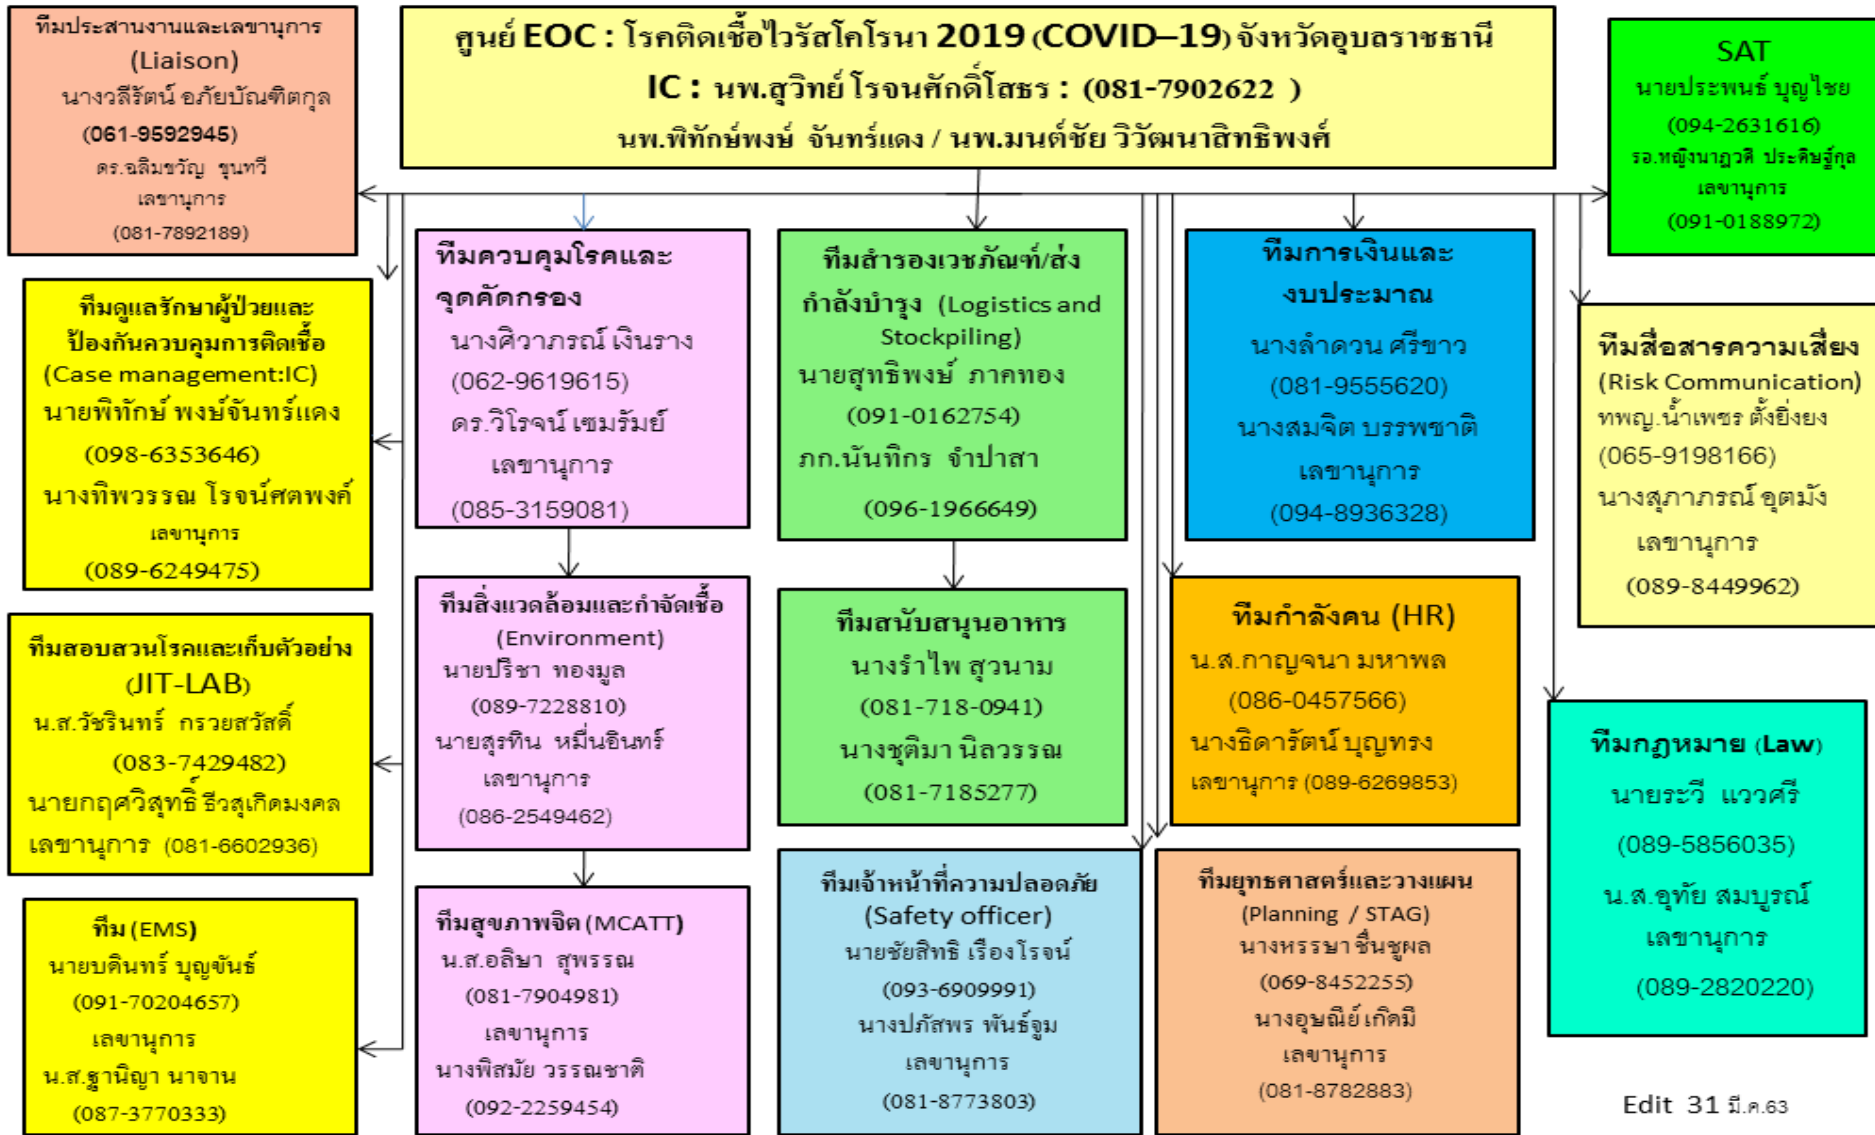 ทีมประสานงานและเลขานุการ
(Liaison)
นางวลีรัตน์ อภัยบัณฑิตกุล
(061-9592945)
ดร.ฉลิมขวัญ ขุนทวี
เลขานุการ
(081-7892189)
ศูนย์ EOC : โรคติดเชื้อไวรัสโคโรนา 2019 (COVID–19) จังหวัดอุบลราชธานี
IC : นพ.สุวิทย์ โรจนศักดิ์โสธร : (081-7902622 )
นพ.พิทักษ์พงษ์ จันทร์แดง / นพ.มนต์ชัย วิวัฒนาสิทธิพงศ์
SAT
นายประพนธ์ บุญไชย
(094-2631616)
รอ.หญิงนาฎวดี ประดิษฐ์กุล
เลขานุการ
(091-0188972)
ทีมดูแลรักษาผู้ป่วยและ
ป้องกันควบคุมการติดเชื้อ
(Case management:IC)
นายพิทักษ์ พงษ์จันทร์แดง
(098-6353646)
นางทิพวรรณ โรจน์ศตพงค์
เลขานุการ
(089-6249475)
ทีมควบคุมโรคและ
จุดคัดกรอง
นางศิวาภรณ์ เงินราง
(062-9619615)
ดร.วิโรจน์ เซมรัมย์
เลขานุการ
(085-3159081)
ทีมสำรองเวชภัณฑ์/ส่ง
กำลังบำรุง (Logistics and
Stockpiling)
นายสุทธิพงษ์ ภาคทอง
(091-0162754)
ภก.นันทิกร จำปาสา
(096-1966649)
ทีมการเงินและ
งบประมาณ
นางลำดวน ศรีขาว
(081-9555620)
นางสมจิต บรรพชาติ
เลขานุการ
(094-8936328)
ทีมสื่อสารความเสี่ยง
(Risk Communication)
ทพญ.น้ำเพชร ตั้งยิ่งยง
(065-9198166)
นางสุภาภรณ์ อุตมัง
เลขานุการ
(089-8449962)
ทีมสอบสวนโรคและเก็บตัวอย่าง
(JIT-LAB)
น.ส.วัชรินทร์ กรวยสวัสดิ์
(083-7429482)
นายกฤศวิสุทธิ์ ธีวสุเกิดมงคล
เลขานุการ (081-6602936)
ทีมสิ่งแวดล้อมและกำจัดเชื้อ
(Environment)
นายปรีชา ทองมูล
(089-7228810)
นายสุรทิน หมื่นอินทร์
เลขานุการ
(086-2549462)
ทีมสนับสนุนอาหาร
นางรำไพ สุวนาม
(081-718-0941)
นางชุติมา นิลวรรณ
(081-7185277)
ทีมกำลังคน (HR)
น.ส.กาญจนา มหาพล
(086-0457566)
นางธิดารัตน์ บุญทรง
เลขานุการ (089-6269853)
ทีมกฎหมาย (Law)
นายระวี แววศรี
(089-5856035)
น.ส.อุทัย สมบูรณ์
เลขานุการ
(089-2820220)
ทีม (EMS)
นายบดินทร์ บุญขันธ์
(091-70204657)
เลขานุการ
น.ส.ฐานิญา นาจาน
(087-3770333)
ทีมสุขภาพจิต (MCATT)
น.ส.อลิษา สุพรรณ
(081-7904981)
เลขานุการ
นางพิสมัย วรรณชาติ
(092-2259454)
ทีมเจ้าหน้าที่ความปลอดภัย
(Safety officer)
นายชัยสิทธิ เรืองโรจน์
(093-6909991)
นางปภัสพร พันธ์จูม
เลขานุการ
(081-8773803)
ทีมยุทธศาสตร์และวางแผน
(Planning / STAG)
นางหรรษา ชื่นชูผล
(069-8452255)
นางอุษณีย์ เกิดมี
เลขานุการ
(081-8782883)
Edit 31 มี.ค.63